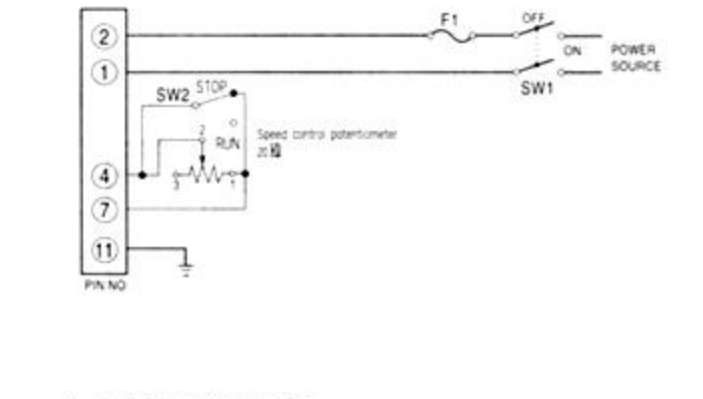 F1
OFF
2
ON
POWER
SOURCE
1
SW1
SW2
STOP
2
RUN
Speed control potentiometer
20
4
3
1
7
11
PIN NO